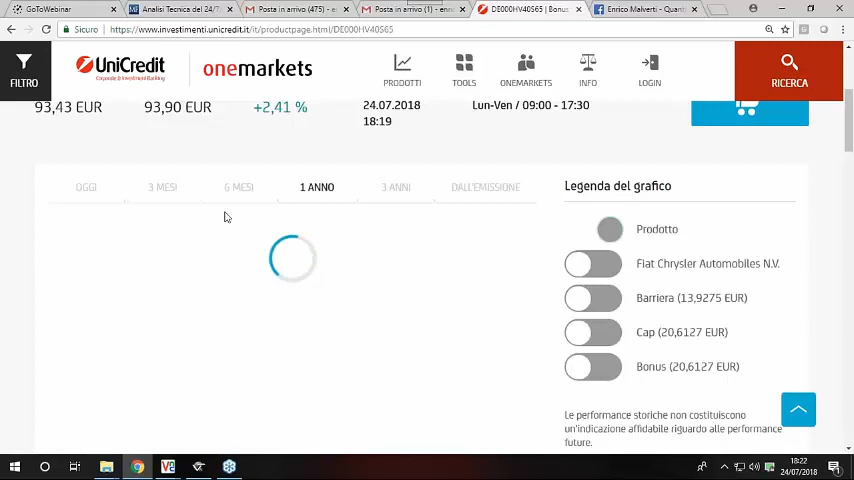 GoToWebinar
Analisi Tecnica del 24/7
Posta in arrivo (475) - e
Posta in arrivo (1) - enn
DE000HV40S65 | Bonus
Enrico Malverti - Quant
Sicuro https://www.investimenti.unicredit.it/it/productpage.html/DE000HV40S65
FILTRO
UniCredit
Corporate & Investment Banking
onemarkets
PRODOTTI
TOOLS
ONEMARKETS
INFO
LOGIN
RICERCA
93,43 EUR
93,90 EUR
+2,41 %
24.07.2018
18:19
Lun-Ven / 09:00 - 17:30
OGGI
3 MESI
6 MESI
1 ANNO
3 ANNI
DALL'EMISSIONE
Legenda del grafico
Prodotto
Fiat Chrysler Automobiles N.V.
Barriera (13,9275 EUR)
Cap (20,6127 EUR)
Bonus (20,6127 EUR)
Le performance storiche non costituiscono
un'indicazione affidabile riguardo alle performance
future.
18:22
24/07/2018